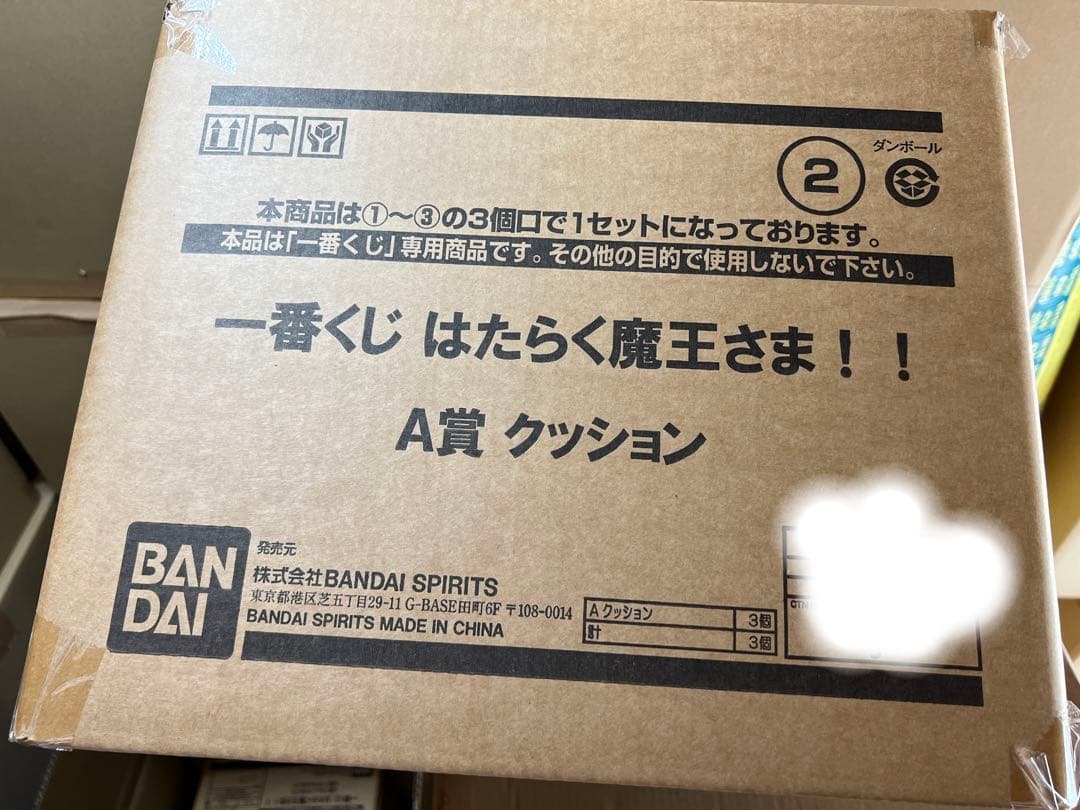 ② ダンボール
本商品は①～③の3個口で1セットになっております。
本品は「一番くじ」専用商品です。その他の目的で使用しないで下さい。
一番くじ はたらく魔王さま！！
A賞 クッション
BAN
DAI
発売元
株式会社BANDAI SPIRITS
東京都港区芝五丁目29-11 G-BASE田町6F 〒108-0014
BANDAI SPIRITS MADE IN CHINA
A クッション 3個
計 3個